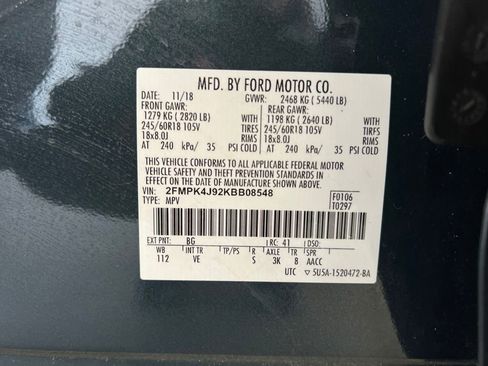 MFD. BY FORD MOTOR CO.
DATE: 11/18 GVWR: 2468 KG ( 5440 LB)
FRONT GAWR: REAR GAWR:
1279 KG ( 2820 LB) WITH 1198 KG ( 2640 LB) WITH
245/60R18 105V TIRES 245/60R18 105V TIRES
18x8.0J RIMS 18x8.0J RIMS
AT 240 kPa/ 35 PSI COLD AT 240 kPa/ 35 PSI COLD
THIS VEHICLE CONFORMS TO ALL APPLICABLE FEDERAL MOTOR
VEHICLE SAFETY AND THEFT PREVENTION STANDARDS IN
EFFECT ON THE DATE OF MANUFACTURE SHOWN ABOVE.
VIN: 2FMPK4J92KBB08548 F0106
TYPE: MPV T0297
EXT PNT: BG RC: 41 DSO:
WB INT TR TP/PS R AXLE TR SPR
112 VE S 3K B AACC
UTC ▽ 5U5A-1520472-BA